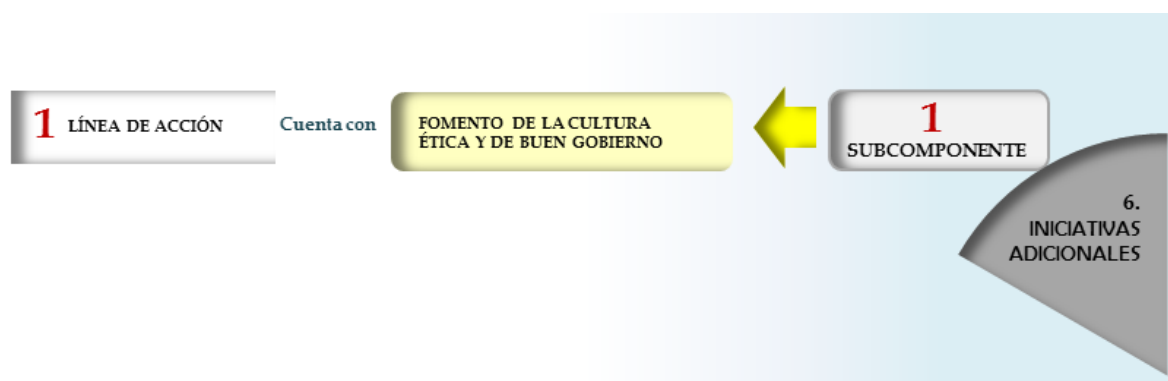 1 LÍNEA DE ACCIÓN
Cuenta con
FOMENTO DE LA CULTURA
ÉTICA Y DE BUEN GOBIERNO
1
SUBCOMPONENTE
6.
INICIATIVAS
ADICIONALES